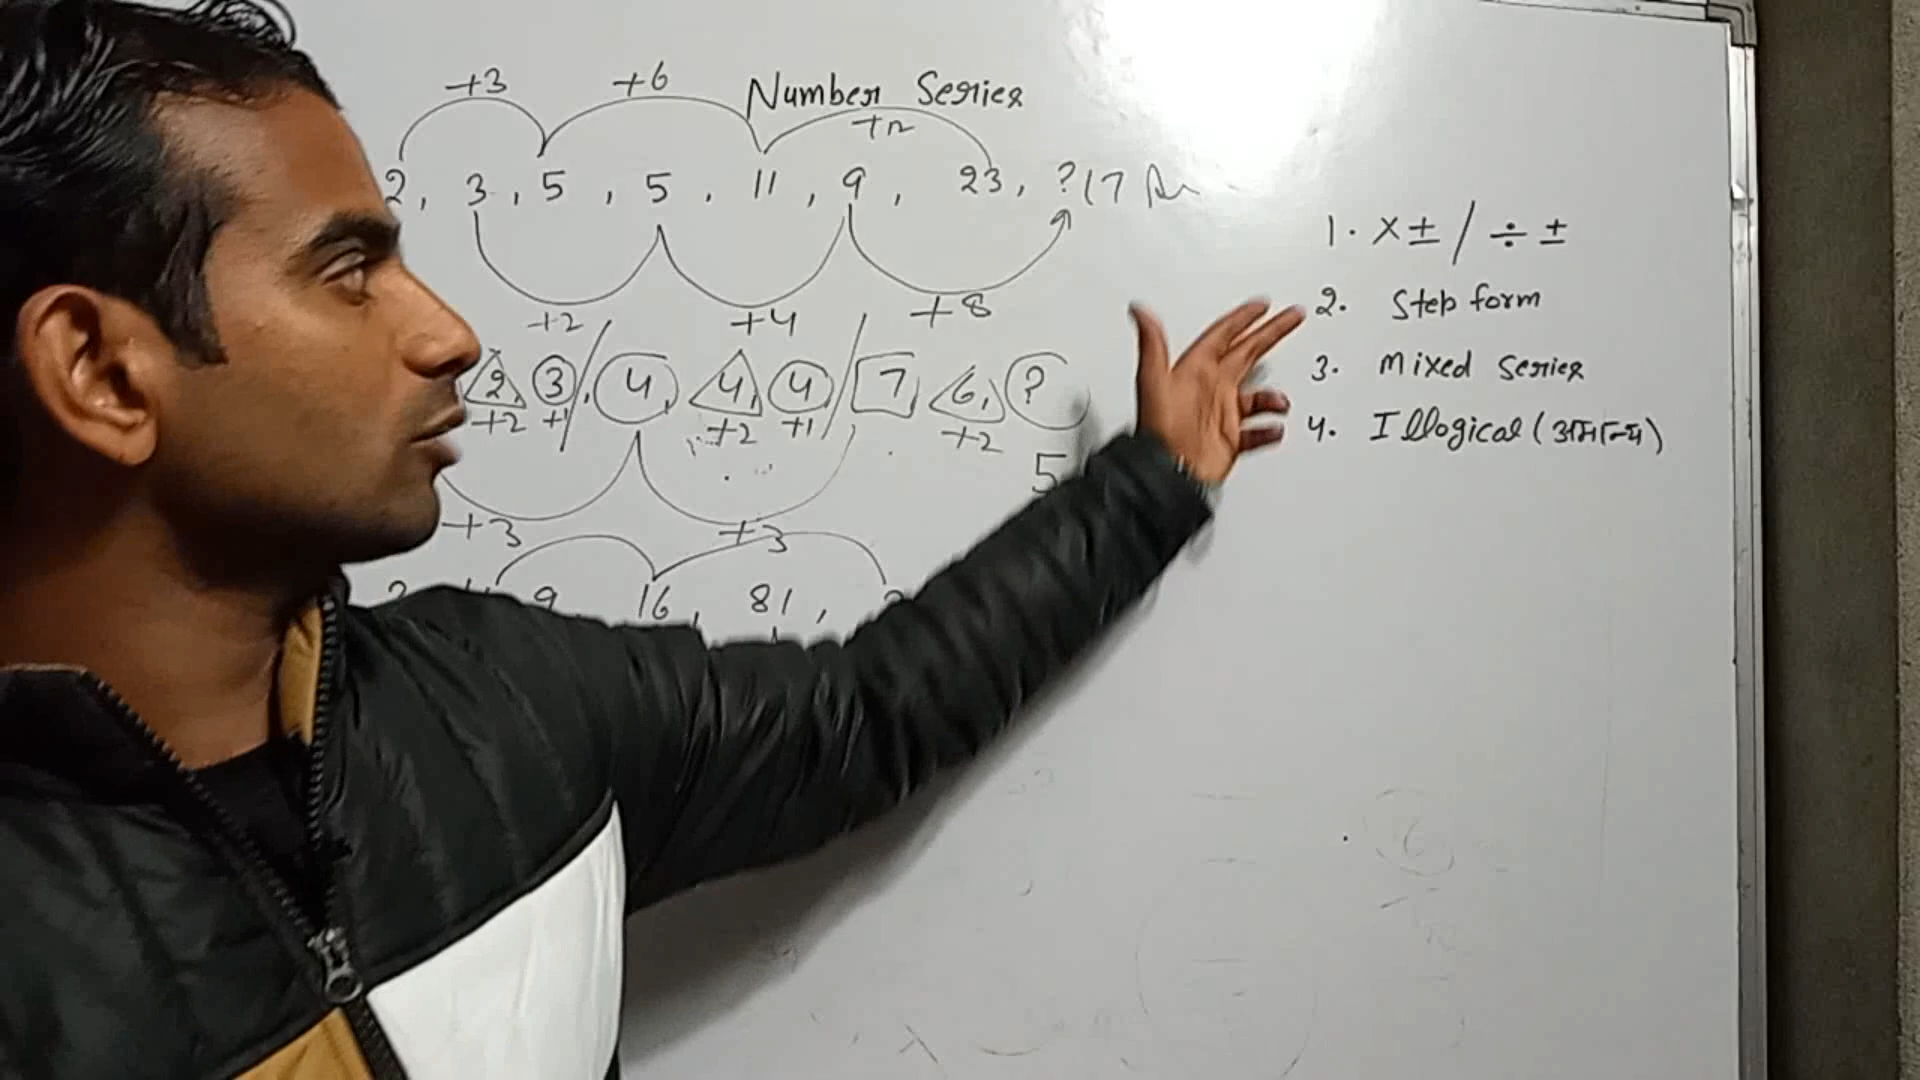 Number Series
+3 +6 +12
2, 3, 5, 5, 11, 9, 23, ? 17
+2 +4 +8
2, 3, 4, 4, 4, 7, 6, ?
+2 +1 +2 +1 +2
5
+3 +3
9 16, 81,
1. ×± / ÷ ±
2. Step form
3. Mixed Series
4. Illogical (असामान्य)